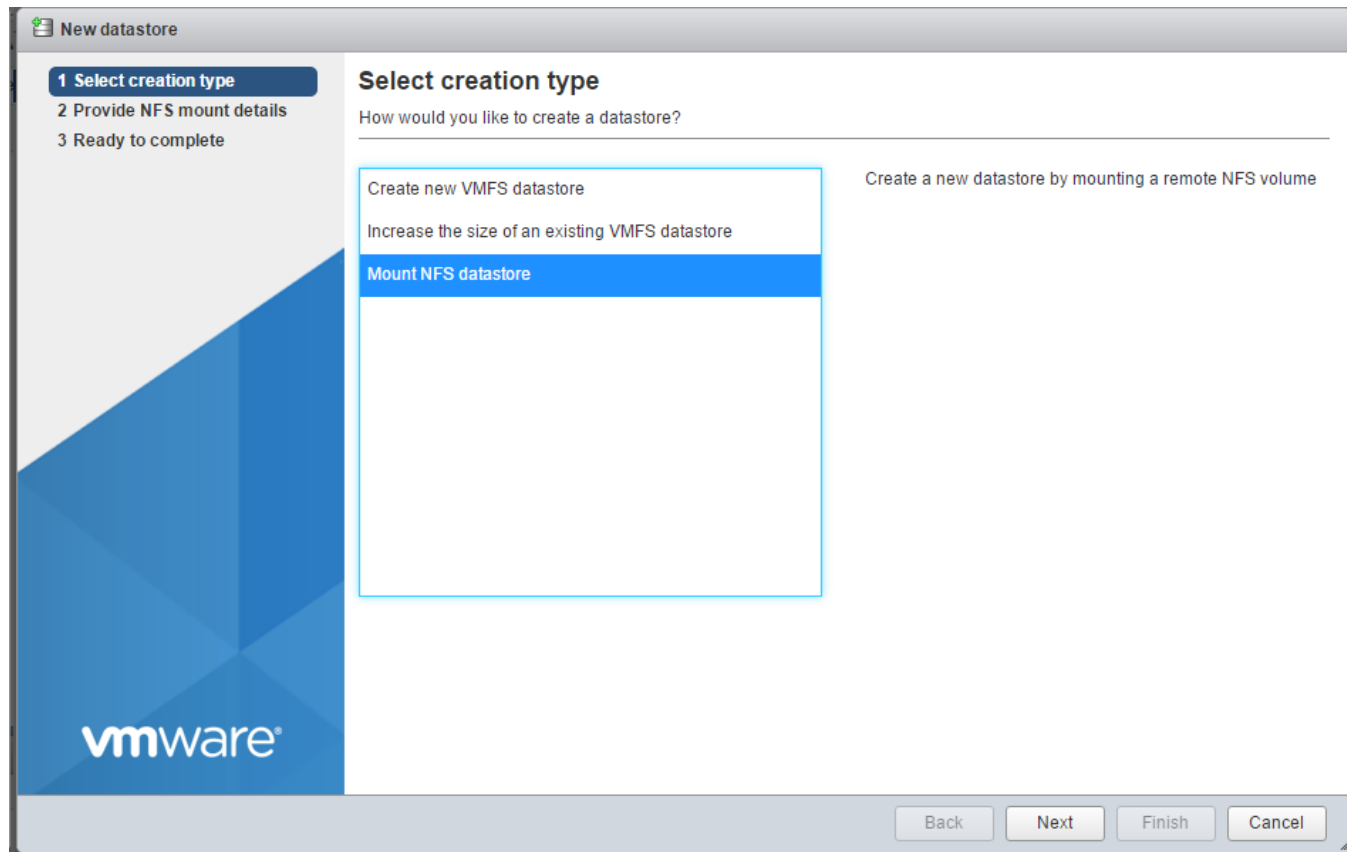 New datastore
1 Select creation type
2 Provide NFS mount details
3 Ready to complete
Select creation type
How would you like to create a datastore?
Create new VMFS datastore
Increase the size of an existing VMFS datastore
Mount NFS datastore
Create a new datastore by mounting a remote NFS volume
vmware®
Back
Next
Finish
Cancel